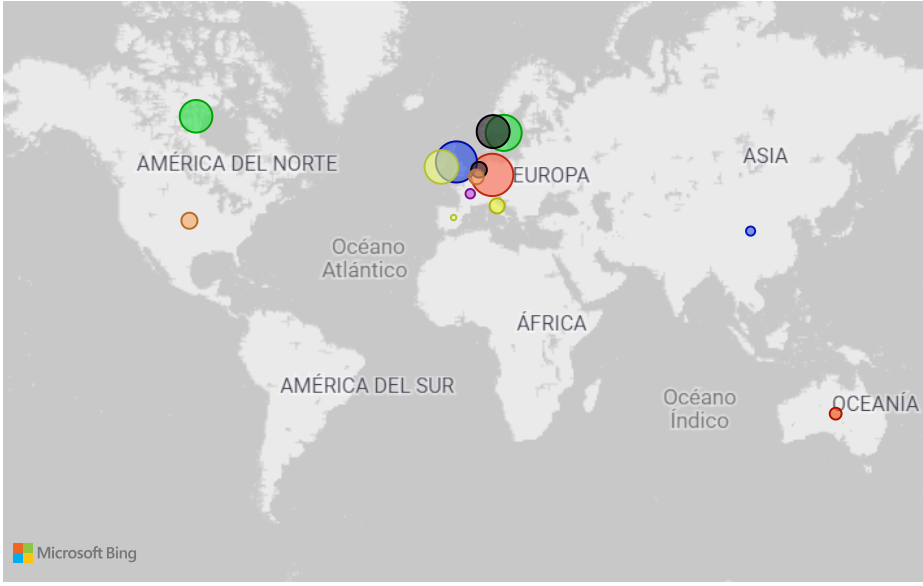 AMÉRICA DEL NORTE
ASIA
EUROPA
Océano
Atlántico
ÁFRICA
AMÉRICA DEL SUR
Océano
Índico
OCEANÍA
Microsoft Bing